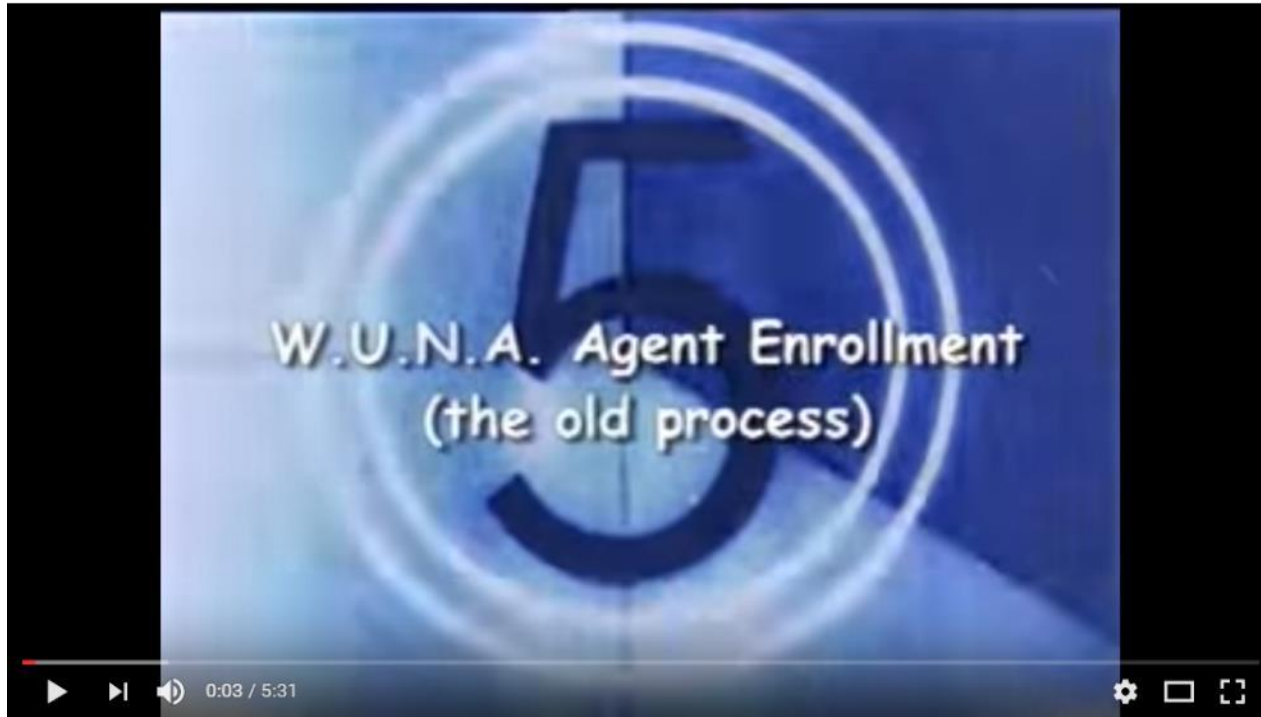 5
W.U.N.A. Agent Enrollment
(the old process)
0:03 / 5:31